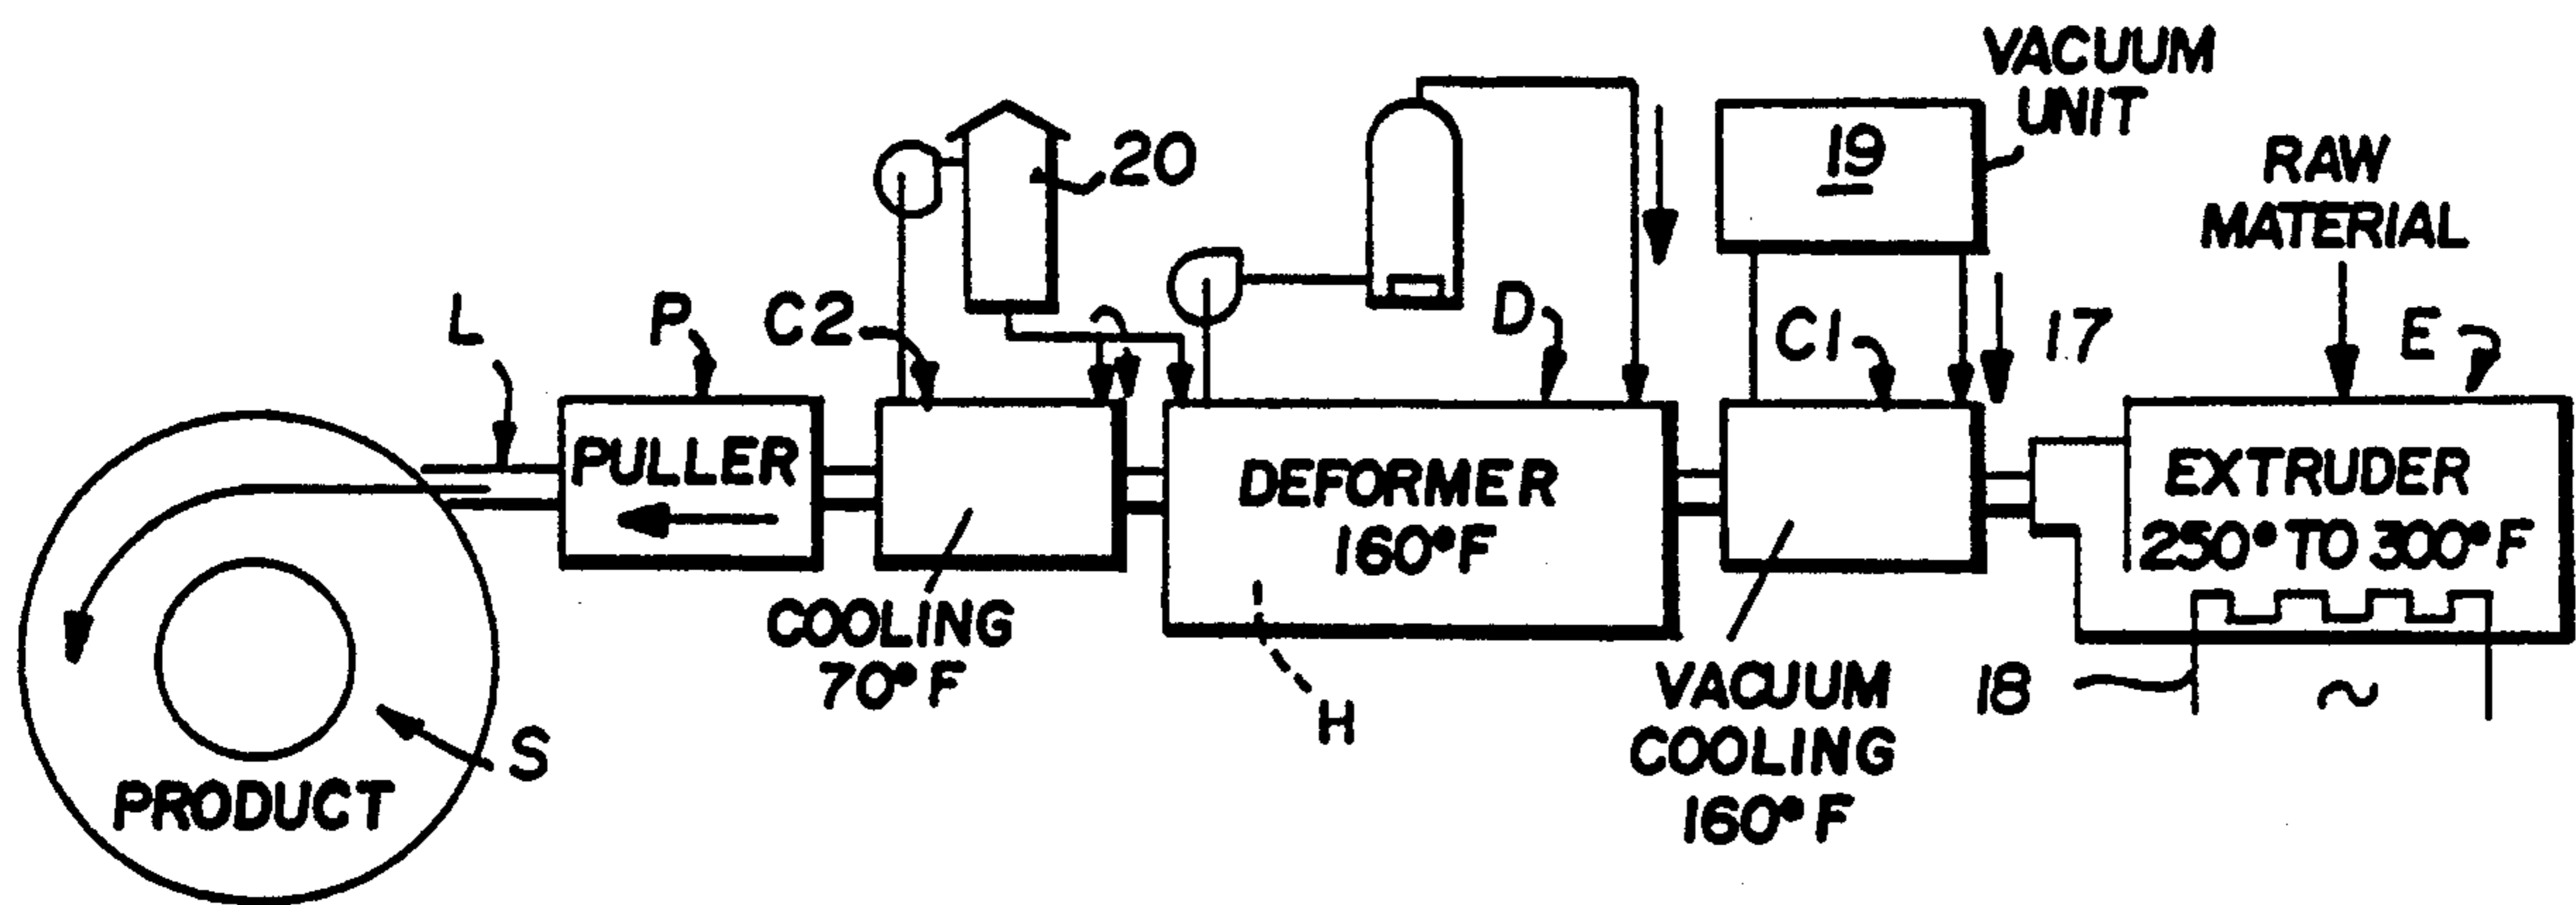 VACUUM
UNIT
19
20
RAW
MATERIAL
L
P
C2
D
C1
17
E
PULLER
DEFORMER
160°F
EXTRUDER
250° TO 300° F
COOLING
70° F
H
VACUUM
COOLING
160° F
18
~
S
PRODUCT